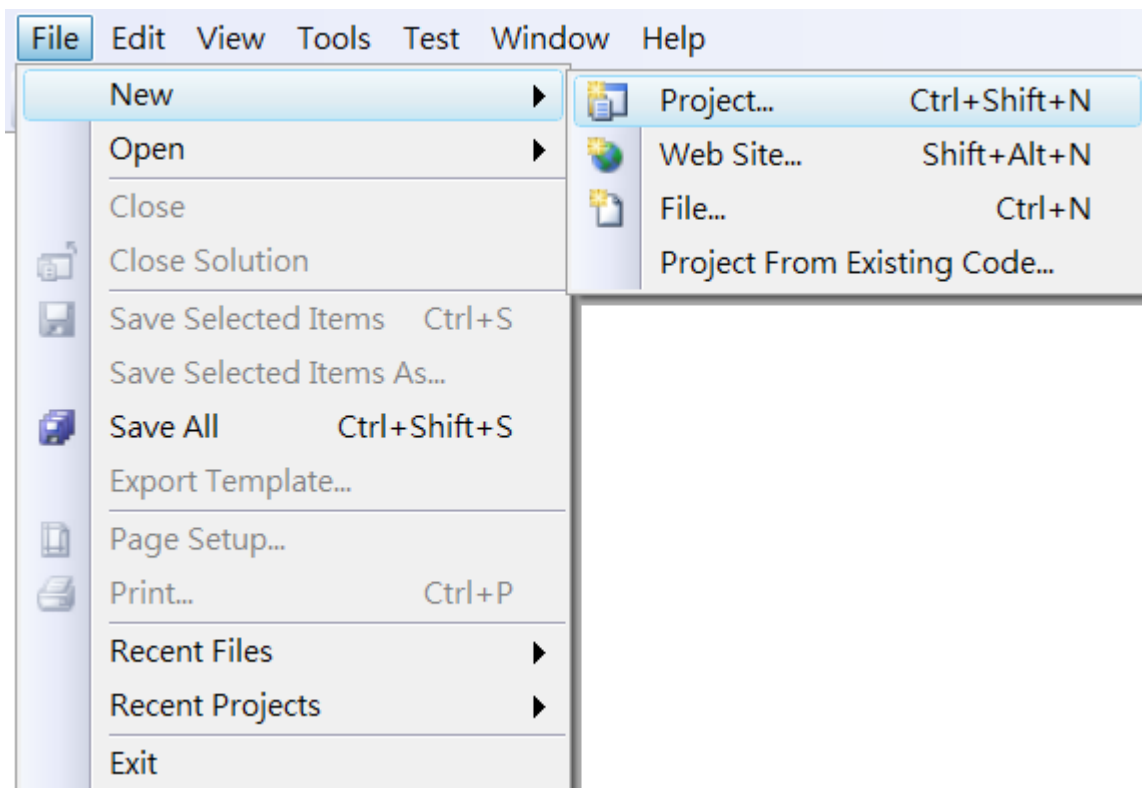 File Edit View Tools Test Window Help
New
Open
Close
Close Solution
Save Selected Items Ctrl+S
Save Selected Items As...
Save All Ctrl+Shift+S
Export Template...
Page Setup...
Print... Ctrl+P
Recent Files
Recent Projects
Exit
Project... Ctrl+Shift+N
Web Site... Shift+Alt+N
File... Ctrl+N
Project From Existing Code...